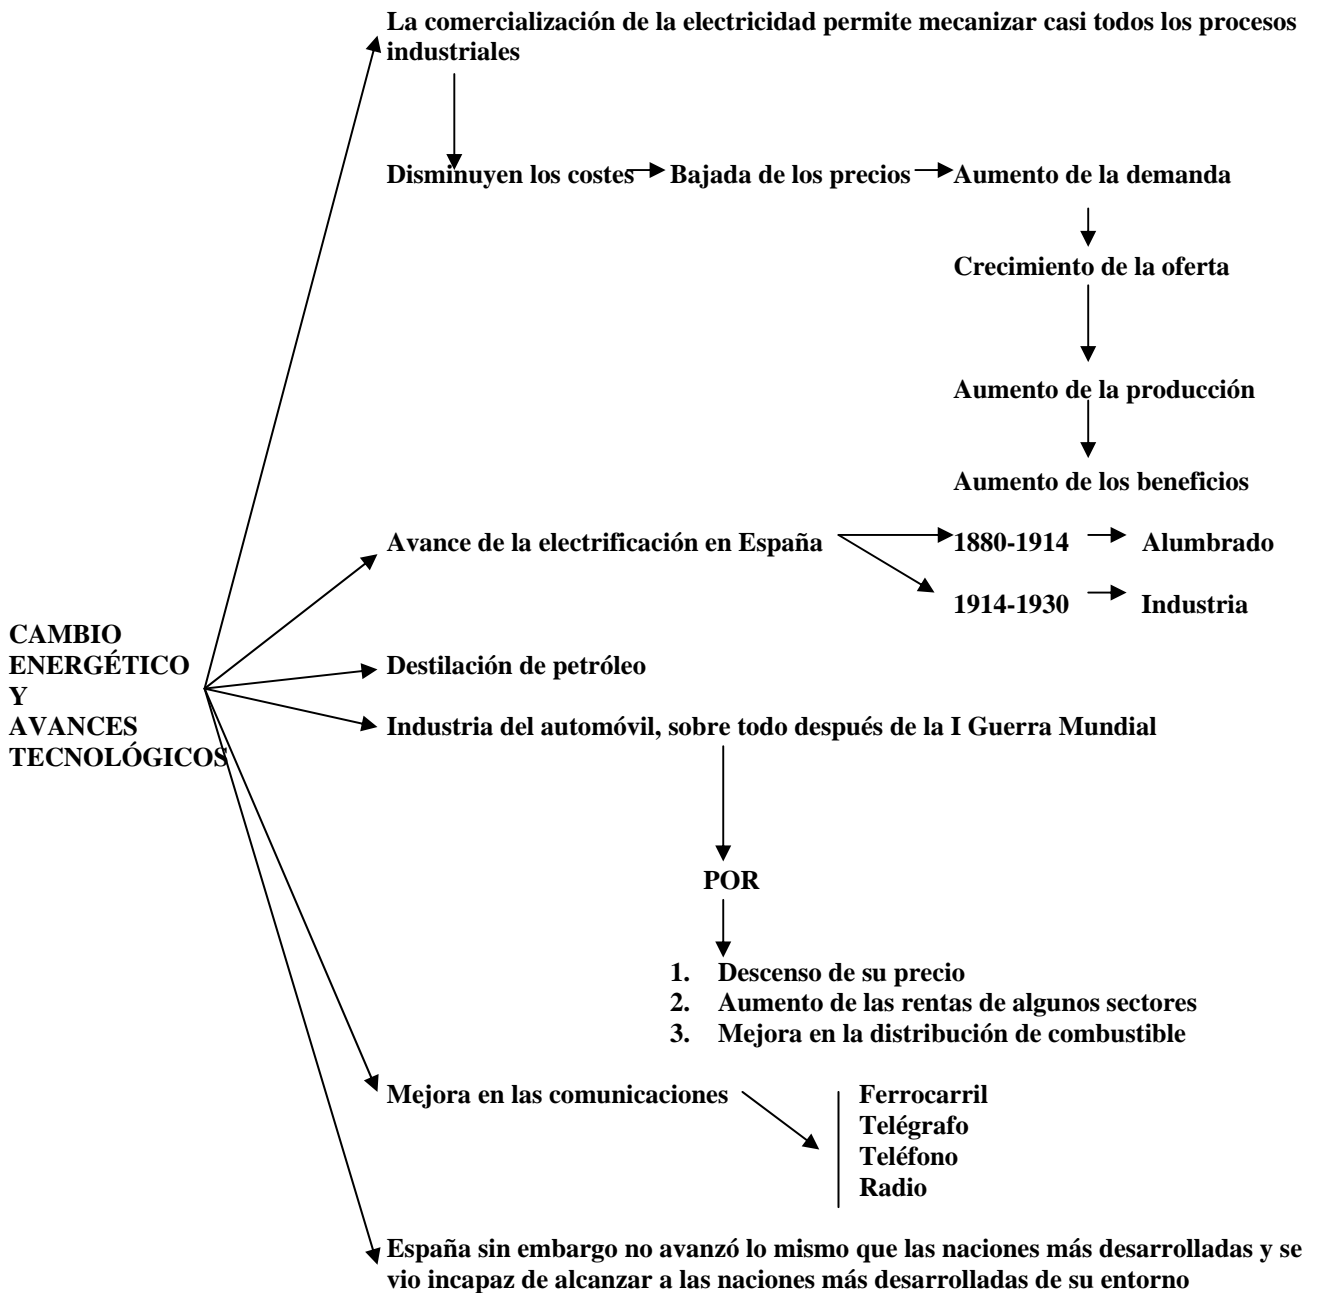 La comercialización de la electricidad permite mecanizar casi todos los procesos
industriales
Disminuyen los costes
Bajada de los precios
Aumento de la demanda
Crecimiento de la oferta
Aumento de la producción
Aumento de los beneficios
Avance de la electrificación en España
1880-1914
Alumbrado
1914-1930
Industria
CAMBIO
ENERGÉTICO
Y
AVANCES
TECNOLÓGICOS
Destilación de petróleo
Industria del automóvil, sobre todo después de la I Guerra Mundial
POR
1. Descenso de su precio
2. Aumento de las rentas de algunos sectores
3. Mejora en la distribución de combustible
Mejora en las comunicaciones
Ferrocarril
Telégrafo
Teléfono
Radio
España sin embargo no avanzó lo mismo que las naciones más desarrolladas y se
vio incapaz de alcanzar a las naciones más desarrolladas de su entorno